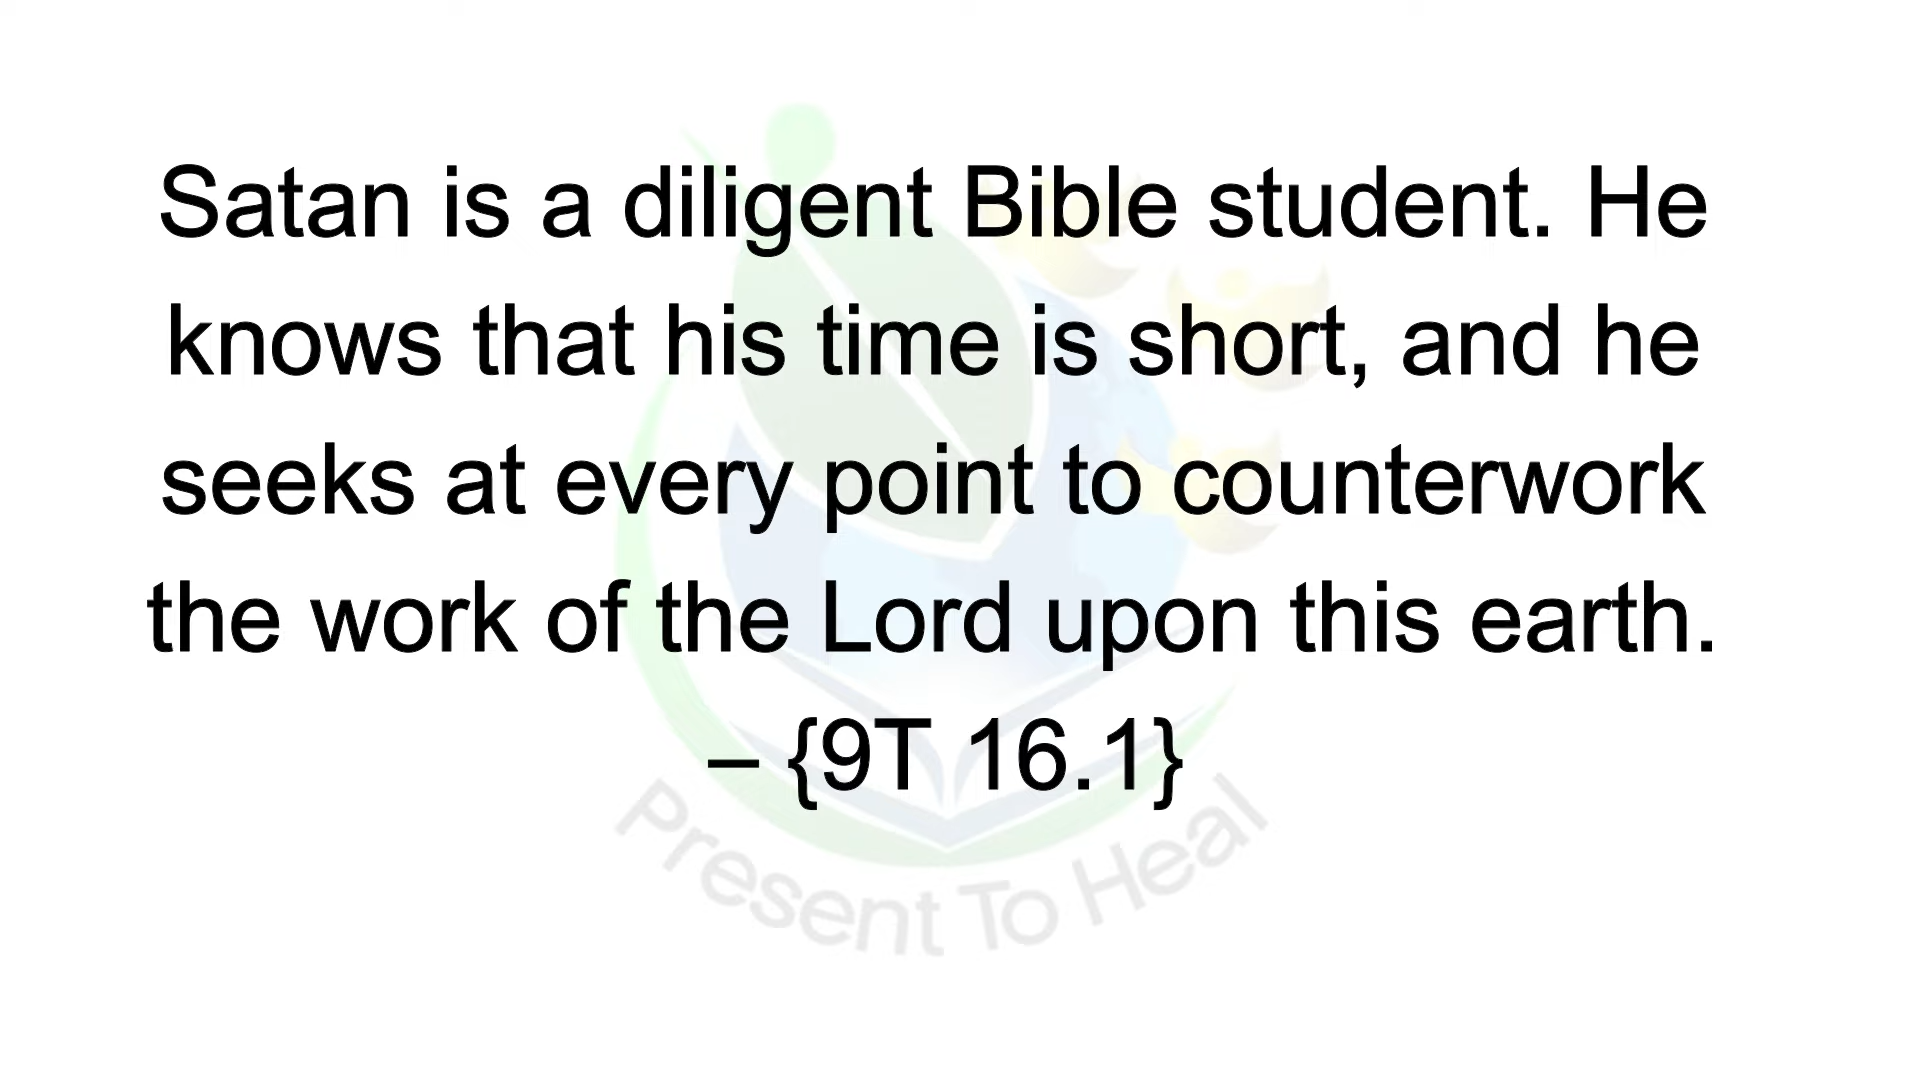 Satan is a diligent Bible student. He
knows that his time is short, and he
seeks at every point to counterwork
the work of the Lord upon this earth.
– {9T 16.1}
Present To Heal